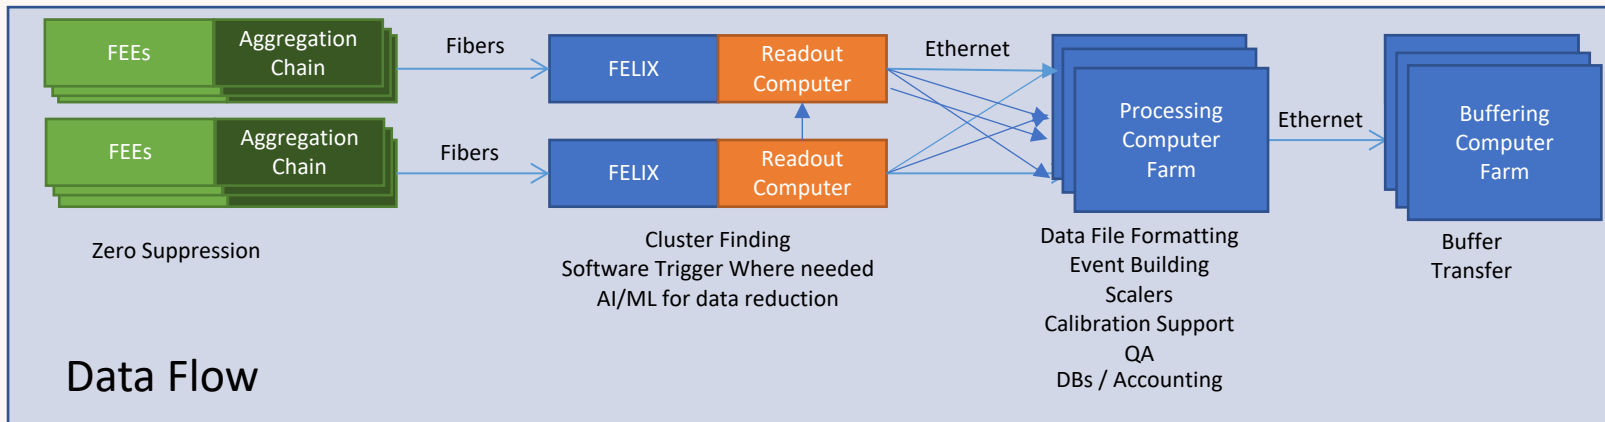 FEEs
Aggregation
Chain
Fibers
FELIX
Readout
Computer
Ethernet
FEEs
Aggregation
Chain
Fibers
FELIX
Readout
Computer
Processing
Computer
Farm
Ethernet
Buffering
Computer
Farm
Zero Suppression
Cluster Finding
Software Trigger Where needed
AI/ML for data reduction
Data File Formatting
Event Building
Scalers
Calibration Support
QA
DBs / Accounting
Buffer
Transfer
Data Flow